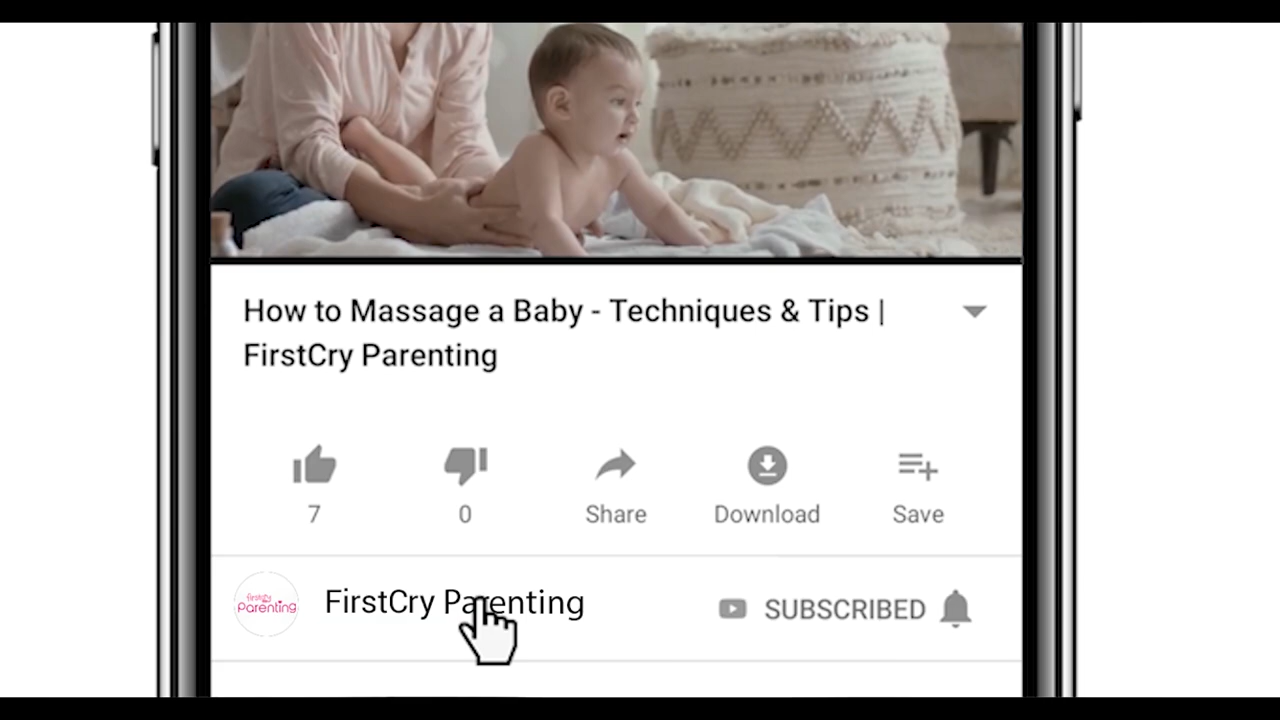 How to Massage a Baby - Techniques & Tips |
FirstCry Parenting
7
0
Share
Download
Save
firstcry
Parenting
FirstCry Parenting
SUBSCRIBED